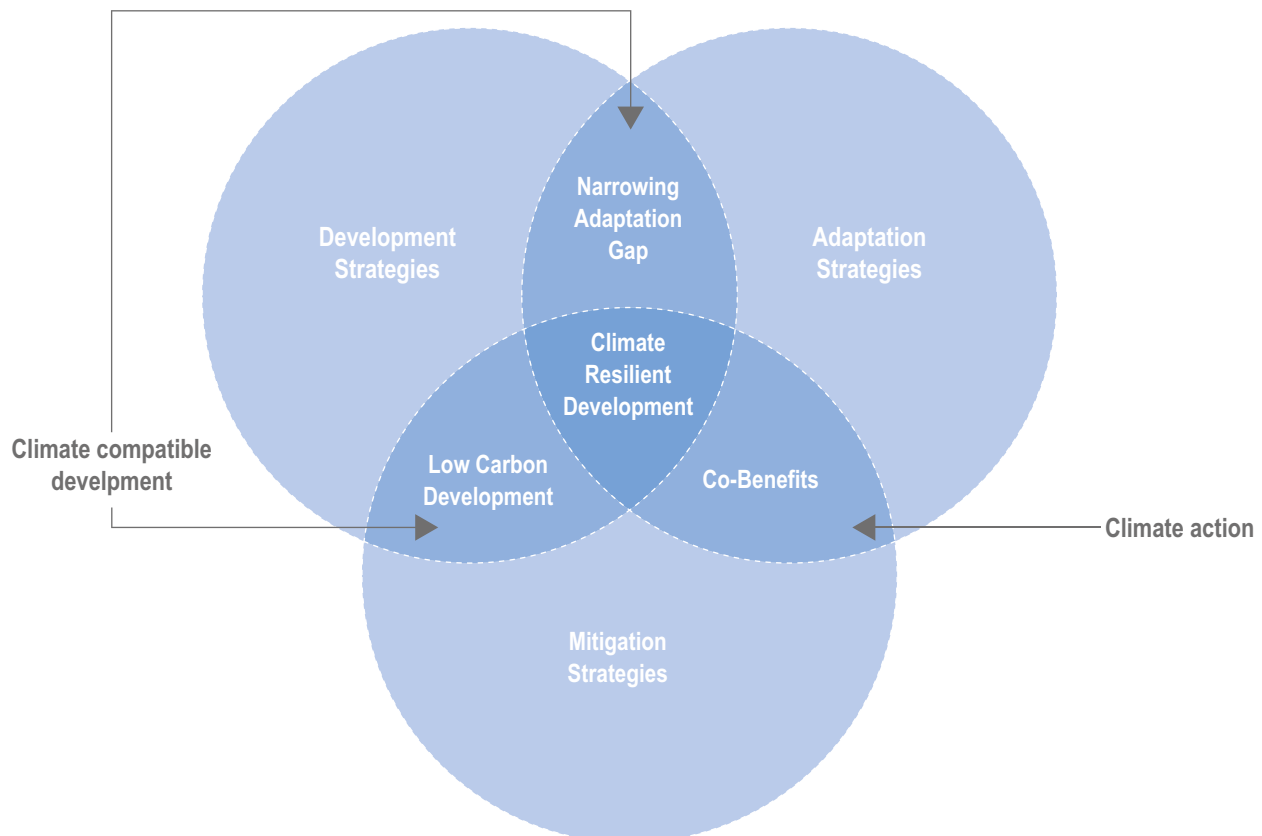 Narrowing
Adaptation
Gap
Development
Strategies
Adaptation
Strategies
Climate
Resilient
Development
Climate compatible
develpment
Low Carbon
Development
Co-Benefits
Climate action
Mitigation
Strategies